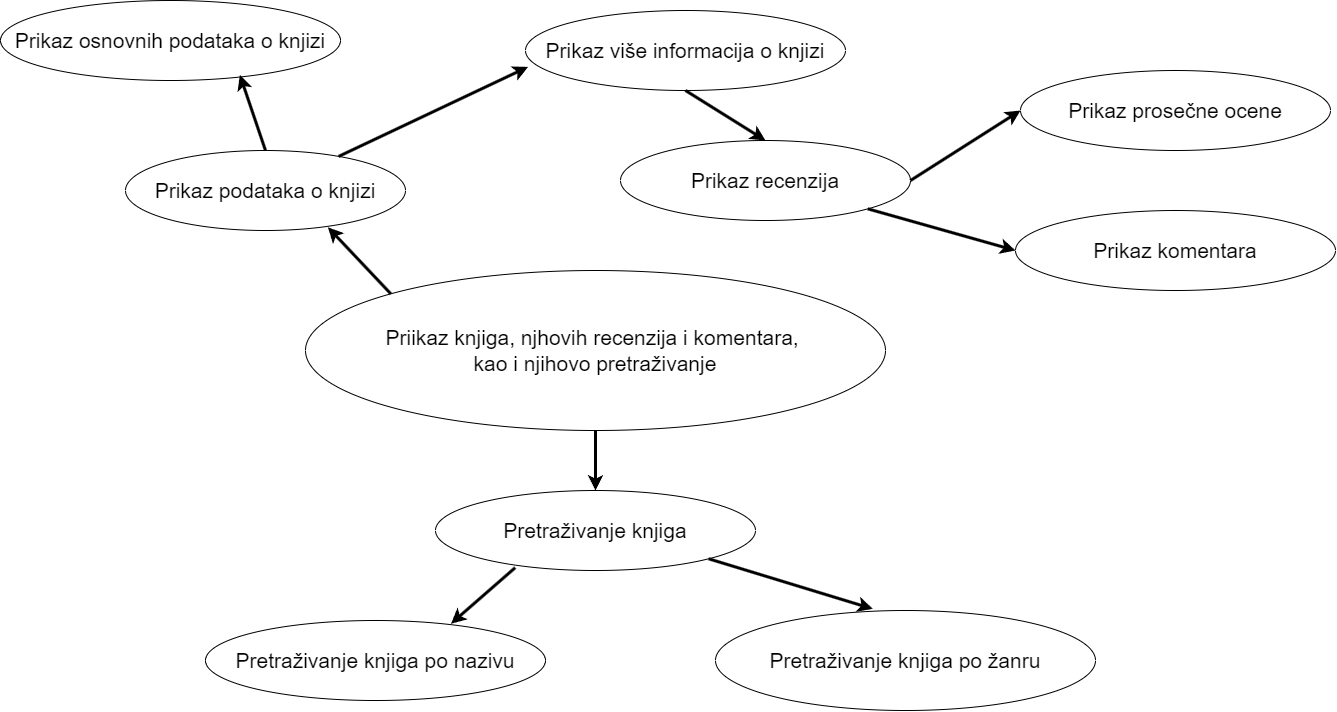 Prikaz osnovnih podataka o knjizi
Prikaz više informacija o knjizi
Prikaz prosečne ocene
Prikaz podataka o knjizi
Prikaz recenzija
Prikaz komentara
Priikaz knjiga, njhovih recenzija i komentara,
kao i njihovo pretraživanje
Pretraživanje knjiga
Pretraživanje knjiga po nazivu
Pretraživanje knjiga po žanru